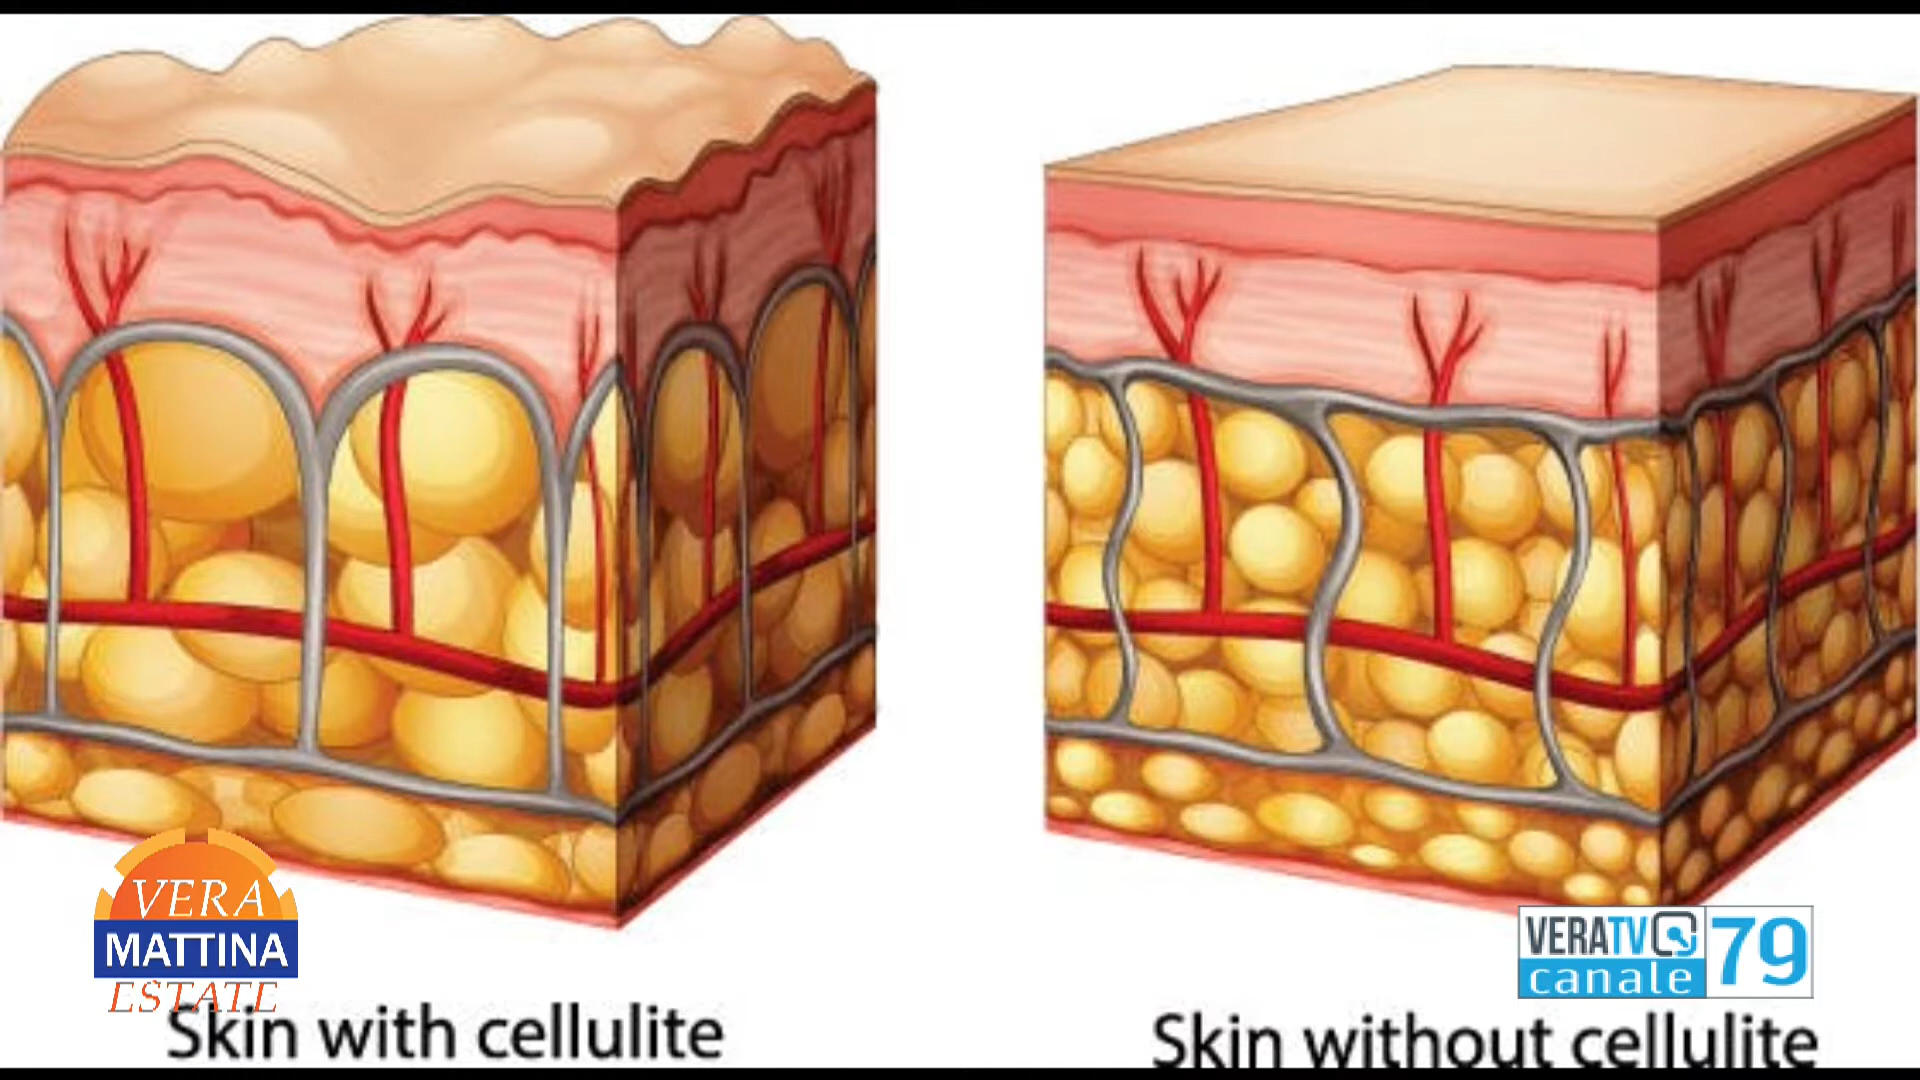 VERA
MATTINA
ESTATE
VERATV
canale
79
Skin with cellulite
Skin without cellulite